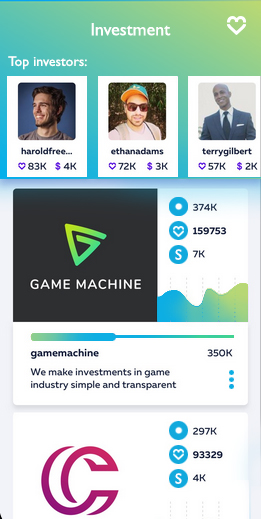 Investment
Top investors:
haroldfree... ethanadams terrygilbert
83K $ 4K 72K $ 3K 57K $ 2K
374K
159753
S 7K
GAME MACHINE
gamemachine 350K
We make investments in game
industry simple and transparent
297K
93329
S 4K